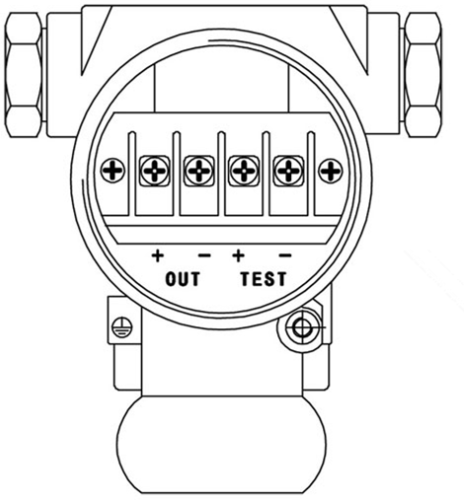 + − + −
OUT TEST